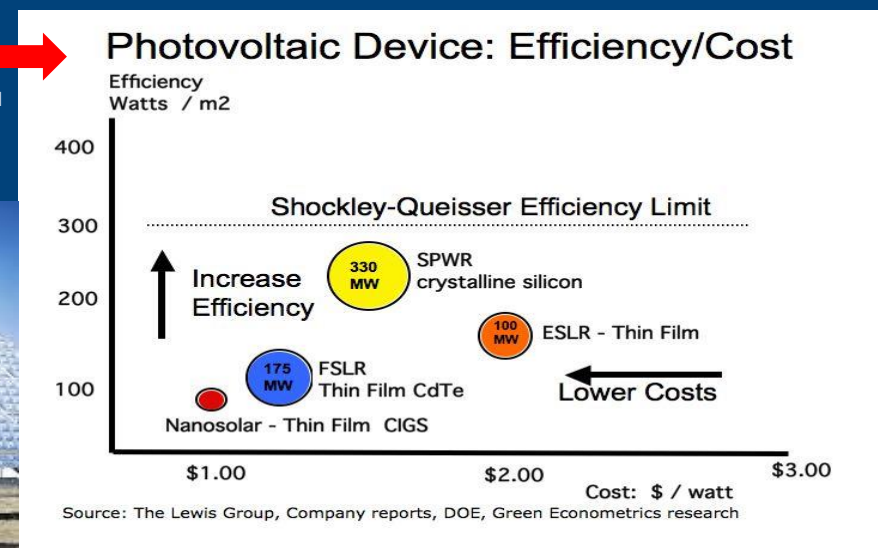 Photovoltaic Device: Efficiency/Cost
Efficiency
Watts / m2
400
Shockley-Queisser Efficiency Limit
300
330
MW
SPWR
crystalline silicon
Increase
Efficiency
200
100
MW
ESLR - Thin Film
175
MW
FSLR
Thin Film CdTe
100
Lower Costs
Nanosolar - Thin Film CIGS
$1.00
$2.00
$3.00
Cost: $ / watt
Source: The Lewis Group, Company reports, DOE, Green Econometrics research